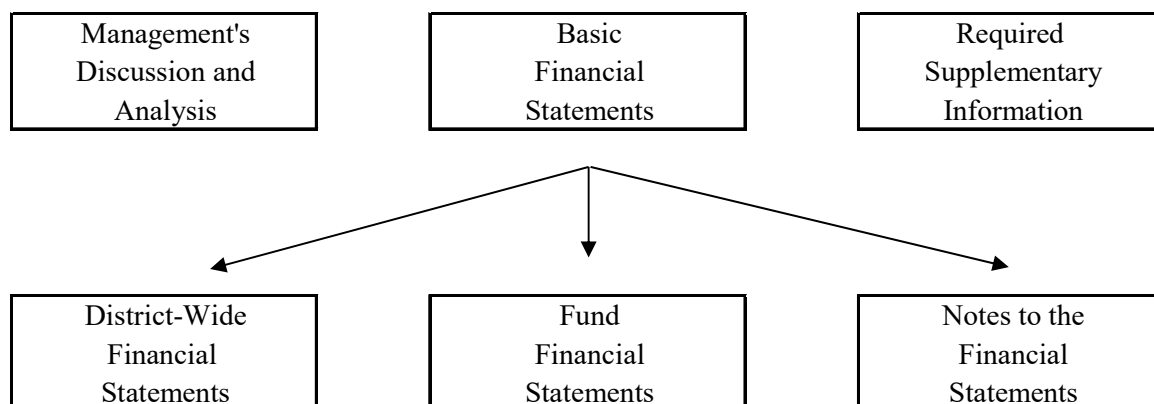 Management's
Discussion and
Analysis
Basic
Financial
Statements
Required
Supplementary
Information
District-Wide
Financial
Statements
Fund
Financial
Statements
Notes to the
Financial
Statements